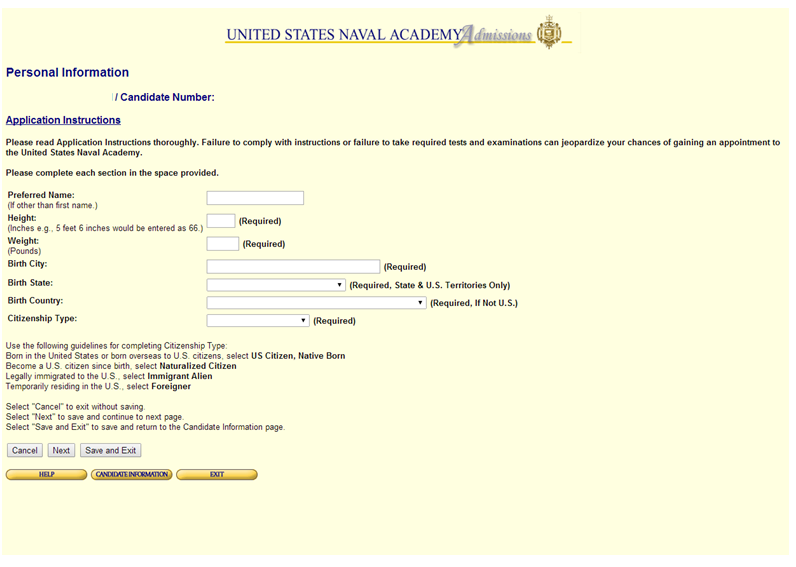 UNITED STATES NAVAL ACADEMY Admissions
Personal Information
/ Candidate Number:
Application Instructions
Please read Application Instructions thoroughly. Failure to comply with instructions or failure to take required tests and examinations can jeopardize your chances of gaining an appointment to
the United States Naval Academy.
Please complete each section in the space provided.
Preferred Name:
(If other than first name.)
Height:
(Inches e.g., 5 feet 6 inches would be entered as 66.) (Required)
Weight:
(Pounds) (Required)
Birth City: (Required)
Birth State: (Required, State & U.S. Territories Only)
Birth Country: (Required, If Not U.S.)
Citizenship Type: (Required)
Use the following guidelines for completing Citizenship Type:
Born in the United States or born overseas to U.S. citizens, select US Citizen, Native Born
Become a U.S. citizen since birth, select Naturalized Citizen
Legally immigrated to the U.S., select Immigrant Alien
Temporarily residing in the U.S., select Foreigner
Select "Cancel" to exit without saving.
Select "Next" to save and continue to next page.
Select "Save and Exit" to save and return to the Candidate Information page.
Cancel Next Save and Exit
HELP CANDIDATE INFORMATION EXIT